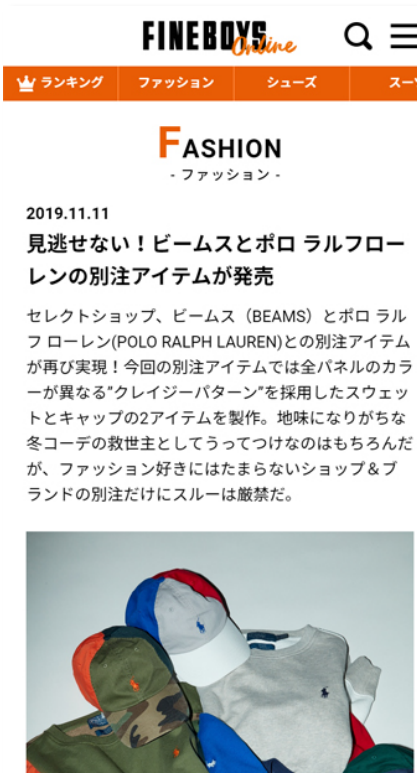 FINEBOYS Online
ランキング ファッション シューズ スー
FASHION
- ファッション -
2019.11.11
見逃せない！ビームスとポロ ラルフロー
レンの別注アイテムが発売
セレクトショップ、ビームス（BEAMS）とポロ ラル
フ ローレン(POLO RALPH LAUREN)との別注アイテム
が再び実現！今回の別注アイテムでは全パネルのカラ
ーが異なる”クレイジーパターン”を採用したスウェッ
トとキャップの2アイテムを製作。地味になりがちな
冬コーデの救世主としてうってつけなのはもちろんだ
が、ファッション好きにはたまらないショップ＆ブ
ランドの別注だけにスルーは厳禁だ。